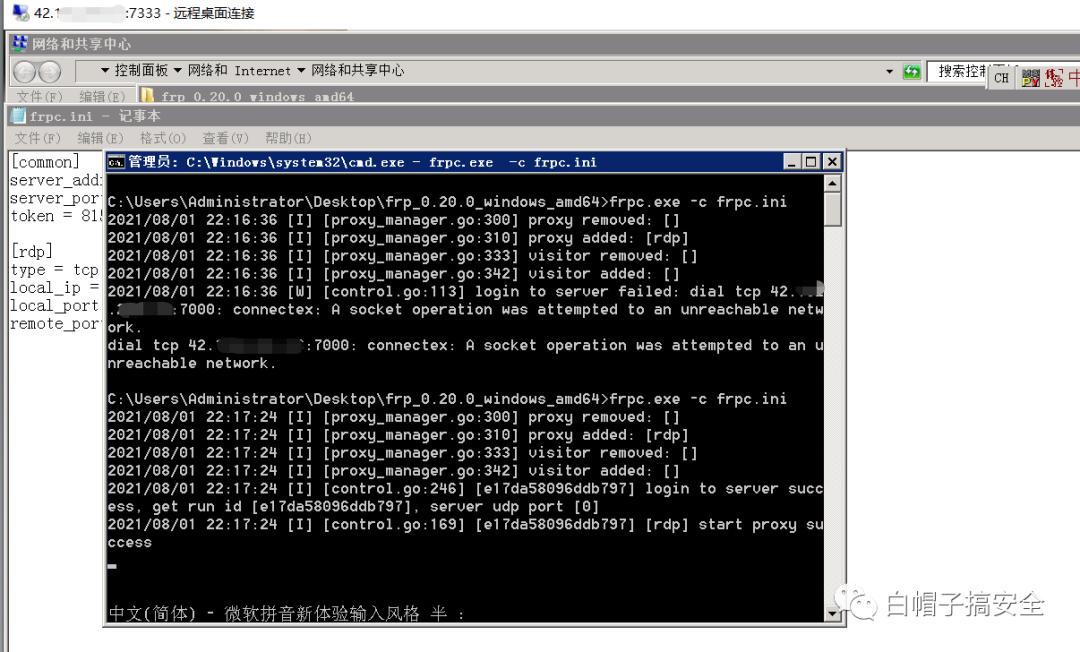 42.1 :7333 - 远程桌面连接
网络和共享中心
控制面板 网络和 Internet 网络和共享中心
搜索控制面板
CH
文件(F) 编辑(E) frp_0.20.0_windows_amd64
frpc.ini - 记事本
文件(F) 编辑(E) 格式(O) 查看(V) 帮助(H)
[common]
server_add
server_por
token = 815
[rdp]
type = tcp
local_ip =
local_port
remote_por
管理员: C:\Windows\system32\cmd.exe - frpc.exe -c frpc.ini
C:\Users\Administrator\Desktop\frp_0.20.0_windows_amd64>frpc.exe -c frpc.ini
2021/08/01 22:16:36 [I] [proxy_manager.go:300] proxy removed: []
2021/08/01 22:16:36 [I] [proxy_manager.go:310] proxy added: [rdp]
2021/08/01 22:16:36 [I] [proxy_manager.go:333] visitor removed: []
2021/08/01 22:16:36 [I] [proxy_manager.go:342] visitor added: []
2021/08/01 22:16:36 [W] [control.go:113] login to server failed: dial tcp 42.
:7000: connectex: A socket operation was attempted to an unreachable netw
ork.
dial tcp 42. :7000: connectex: A socket operation was attempted to an u
nreachable network.
C:\Users\Administrator\Desktop\frp_0.20.0_windows_amd64>frpc.exe -c frpc.ini
2021/08/01 22:17:24 [I] [proxy_manager.go:300] proxy removed: []
2021/08/01 22:17:24 [I] [proxy_manager.go:310] proxy added: [rdp]
2021/08/01 22:17:24 [I] [proxy_manager.go:333] visitor removed: []
2021/08/01 22:17:24 [I] [proxy_manager.go:342] visitor added: []
2021/08/01 22:17:24 [I] [control.go:246] [e17da58096ddb797] login to server succ
ess, get run id [e17da58096ddb797], server udp port [0]
2021/08/01 22:17:24 [I] [control.go:169] [e17da58096ddb797] [rdp] start proxy su
ccess
中文(简体) - 微软拼音新体验输入风格 半 :
白帽子搞安全